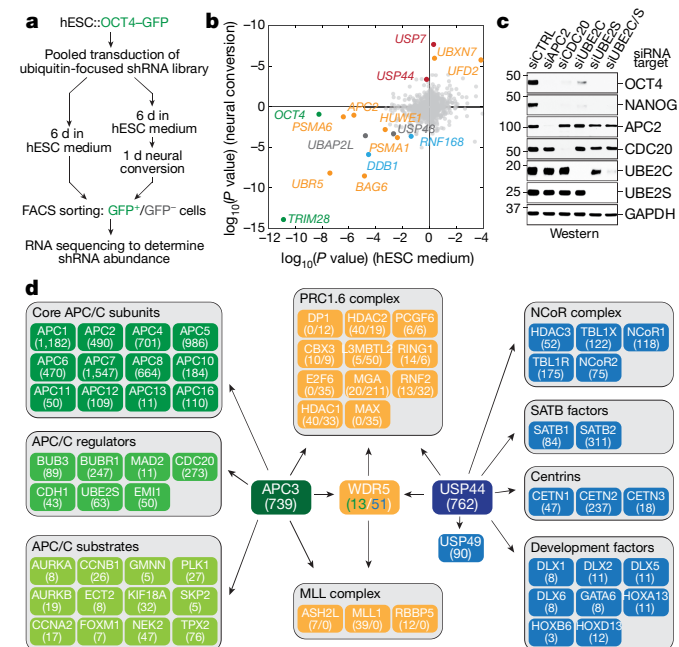 a
hESC::OCT4–GFP
Pooled transduction of
ubiquitin-focused shRNA library
6 d in
hESC medium
6 d in
hESC medium
1 d neural
conversion
FACS sorting: GFP+/GFP− cells
RNA sequencing to determine
shRNA abundance
b
log10(P value) (neural conversion)
−10
−5
0
−5
−10
−15
−12 −10 −8 −6 −4 −2 0 −2 −4
log10(P value) (hESC medium)
USP7
UBXN7
UFD2
USP44
OCT4
APC2
HUWE1
PSMA6
USP48
UBAP2L
PSMA1
RNF168
DDB1
UBR5
BAG6
TRIM28
c
siCTRL
siAPC2
siCDC20
siUBE2C
siUBE2S
siUBE2C/S
siRNA
target
50 OCT4
50 NANOG
100 APC2
50 CDC20
20 UBE2C
25 UBE2S
37 GAPDH
Western
d
Core APC/C subunits
APC1 APC2 APC4 APC5
(1,182) (490) (701) (986)
APC6 APC7 APC8 APC10
(470) (1,547) (664) (184)
APC11 APC12 APC13 APC16
(50) (109) (11) (110)
APC/C regulators
BUB3 BUBR1 MAD2 CDC20
(89) (247) (11) (273)
CDH1 UBE2S EMI1
(43) (63) (50)
APC/C substrates
AURKA CCNB1 GMNN PLK1
(8) (26) (5) (27)
AURKB ECT2 KIF18A SKP2
(19) (8) (32) (5)
CCNA2 FOXM1 NEK2 TPX2
(17) (7) (47) (76)
PRC1.6 complex
DP1 HDAC2 PCGF6
(0/12) (40/19) (6/6)
CBX3 L3MBTL2 RING1
(10/9) (5/50) (14/6)
E2F6 MGA RNF2
(0/35) (20/211) (13/32)
HDAC1 MAX
(40/33) (0/35)
APC3
(739)
WDR5
(13/51)
USP44
(762)
USP49
(90)
MLL complex
ASH2L MLL1 RBBP5
(7/0) (39/0) (12/0)
NCoR complex
HDAC3 TBL1X NCoR1
(52) (122) (118)
TBL1R NCoR2
(175) (75)
SATB factors
SATB1 SATB2
(84) (311)
Centrins
CETN1 CETN2 CETN3
(47) (237) (18)
Development factors
DLX1 DLX2 DLX5
(8) (11) (11)
DLX6 GATA6 HOXA13
(8) (8) (11)
HOXB6 HOXD13
(3) (12)